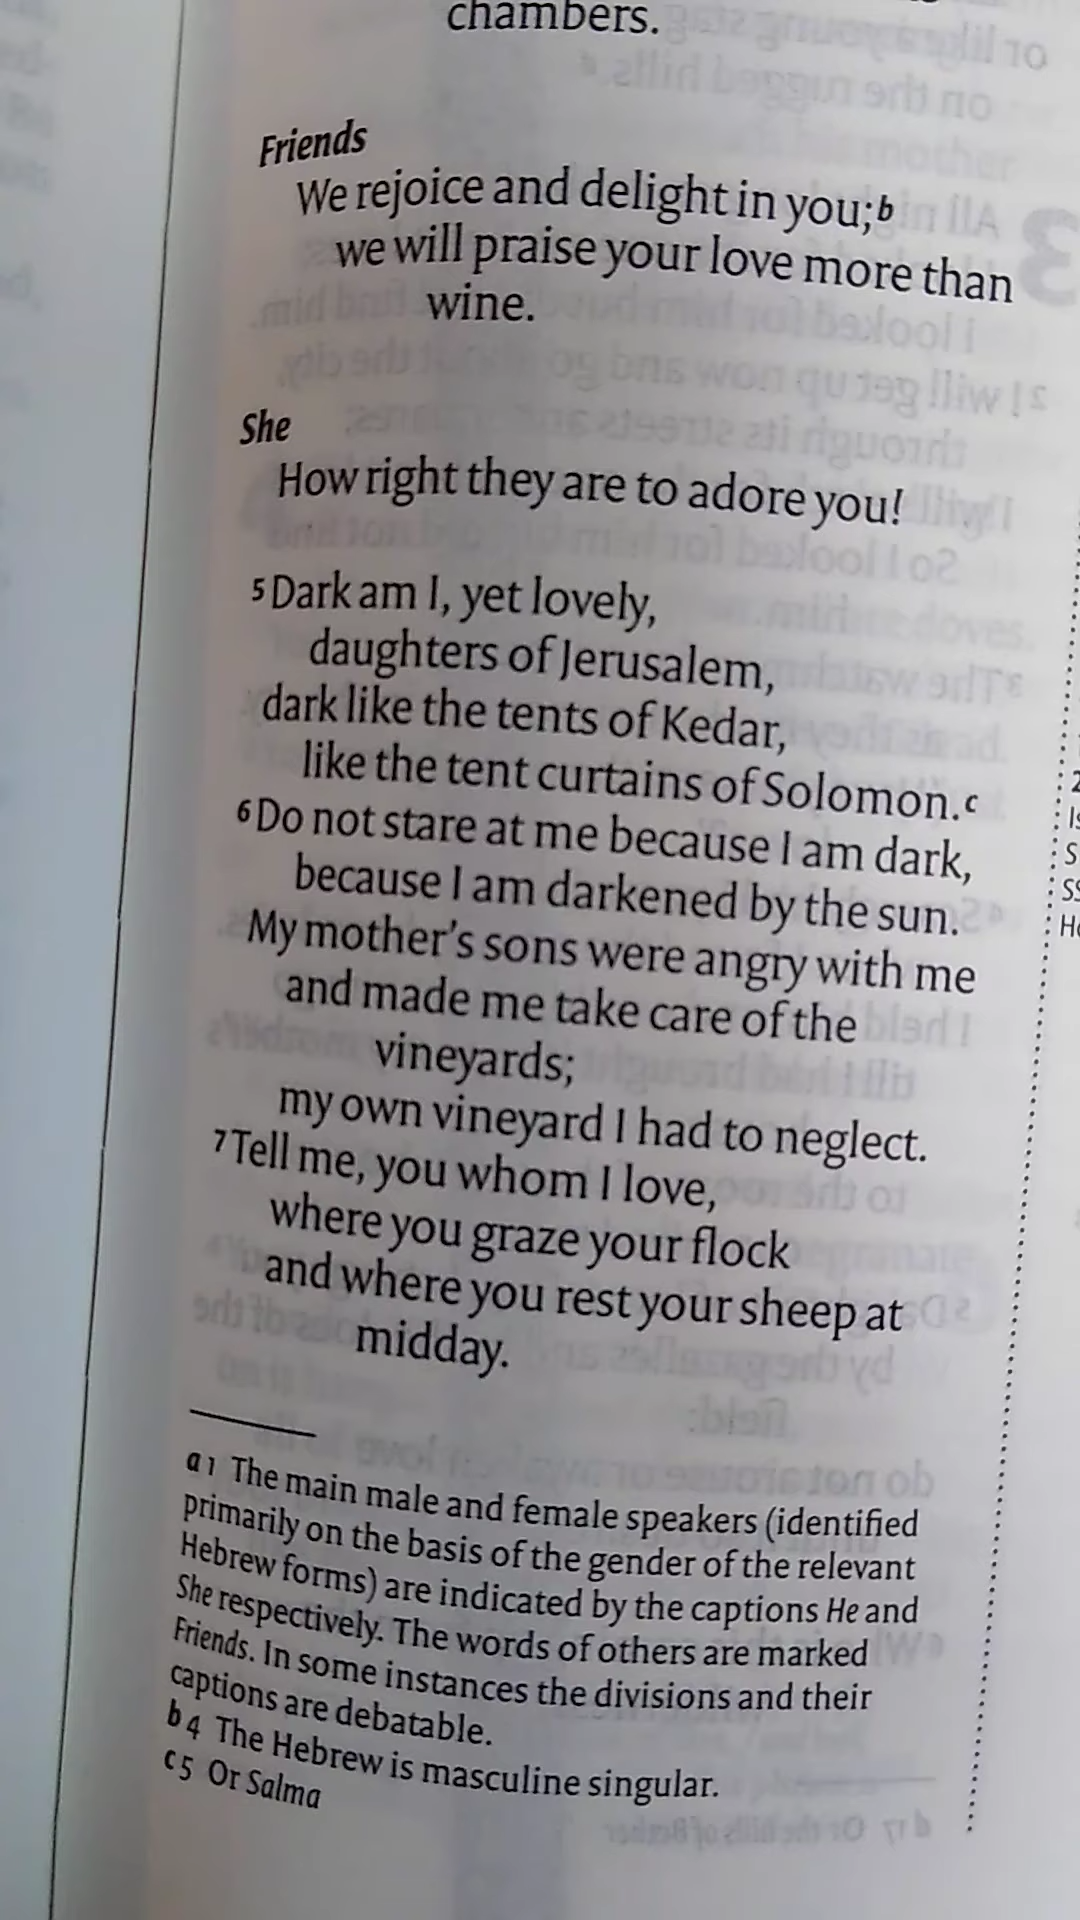 chambers.
Friends
We rejoice and delight in you;b
we will praise your love more than
wine.
She
How right they are to adore you!
5 Dark am I, yet lovely,
daughters of Jerusalem,
dark like the tents of Kedar,
like the tent curtains of Solomon.c
6 Do not stare at me because I am dark,
because I am darkened by the sun.
My mother's sons were angry with me
and made me take care of the
vineyards;
my own vineyard I had to neglect.
7 Tell me, you whom I love,
where you graze your flock
and where you rest your sheep at
midday.
a 1 The main male and female speakers (identified
primarily on the basis of the gender of the relevant
Hebrew forms) are indicated by the captions He and
She respectively. The words of others are marked
Friends. In some instances the divisions and their
captions are debatable.
b 4 The Hebrew is masculine singular.
c 5 Or Salma